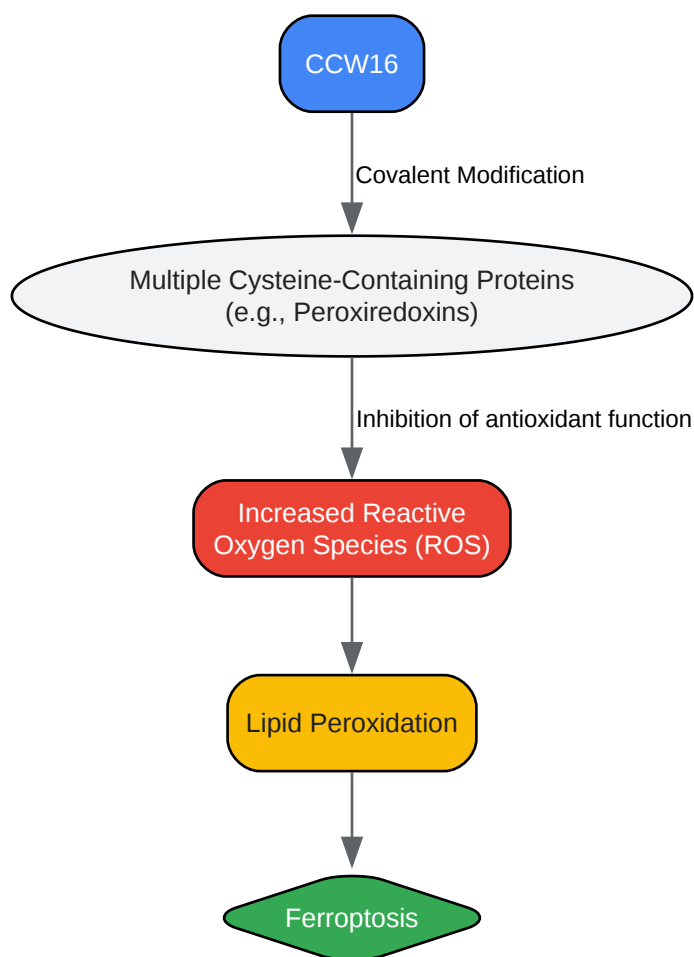 CCW16
Covalent Modification
Multiple Cysteine-Containing Proteins
(e.g., Peroxiredoxins)
Inhibition of antioxidant function
Increased Reactive
Oxygen Species (ROS)
Lipid Peroxidation
Ferroptosis